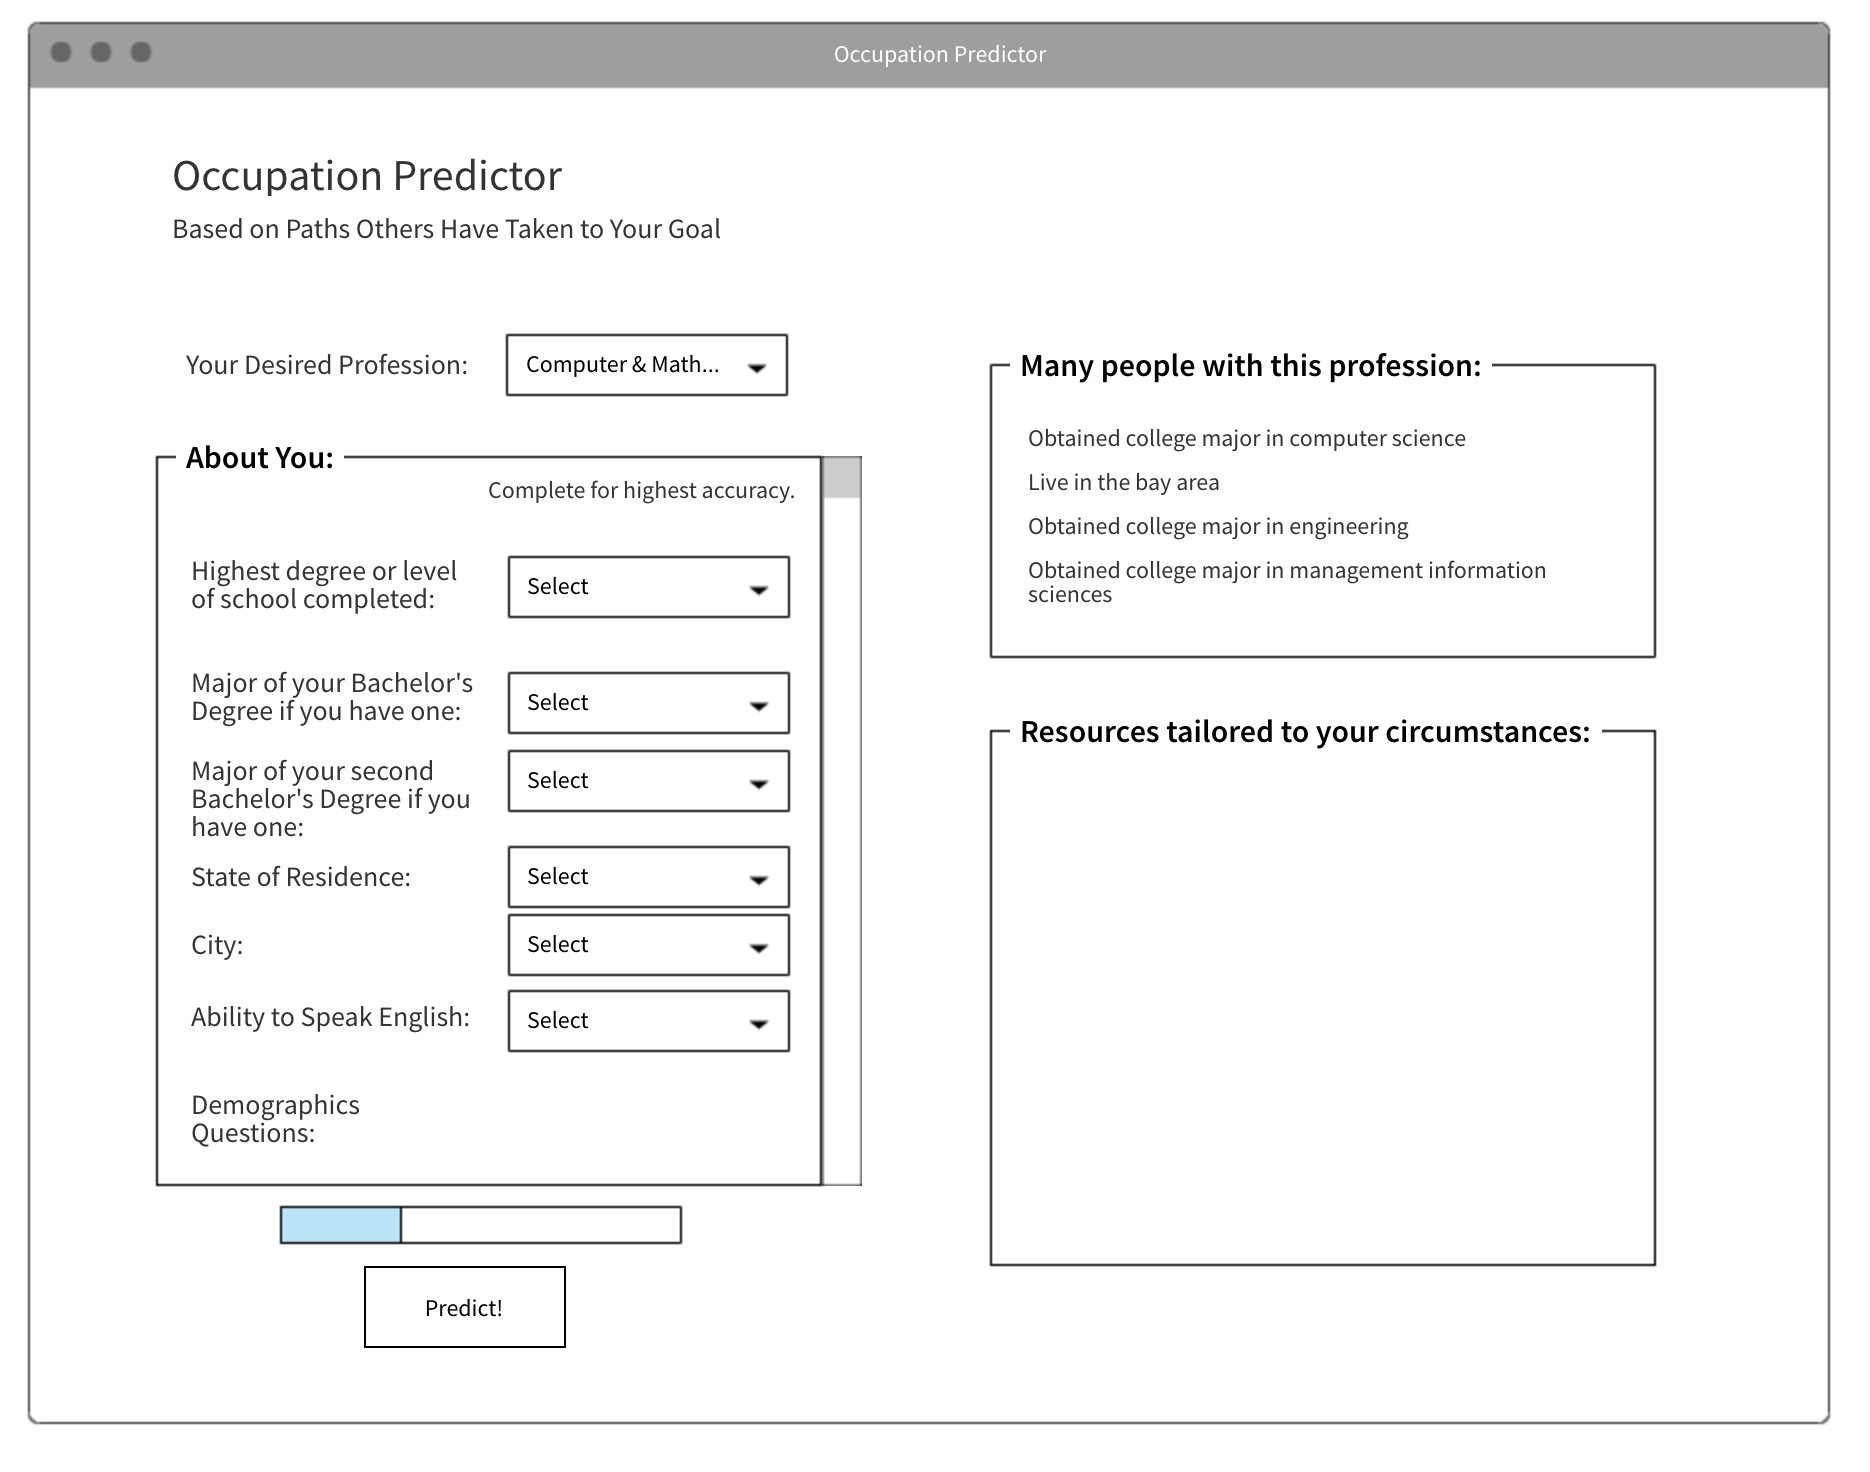 Occupation Predictor
Occupation Predictor
Based on Paths Others Have Taken to Your Goal
Your Desired Profession:
Computer & Math...
About You:
Complete for highest accuracy.
Highest degree or level
of school completed:
Select
Major of your Bachelor's
Degree if you have one:
Select
Major of your second
Bachelor's Degree if you
have one:
Select
State of Residence:
Select
City:
Select
Ability to Speak English:
Select
Demographics
Questions:
Predict!
Many people with this profession:
Obtained college major in computer science
Live in the bay area
Obtained college major in engineering
Obtained college major in management information
sciences
Resources tailored to your circumstances: